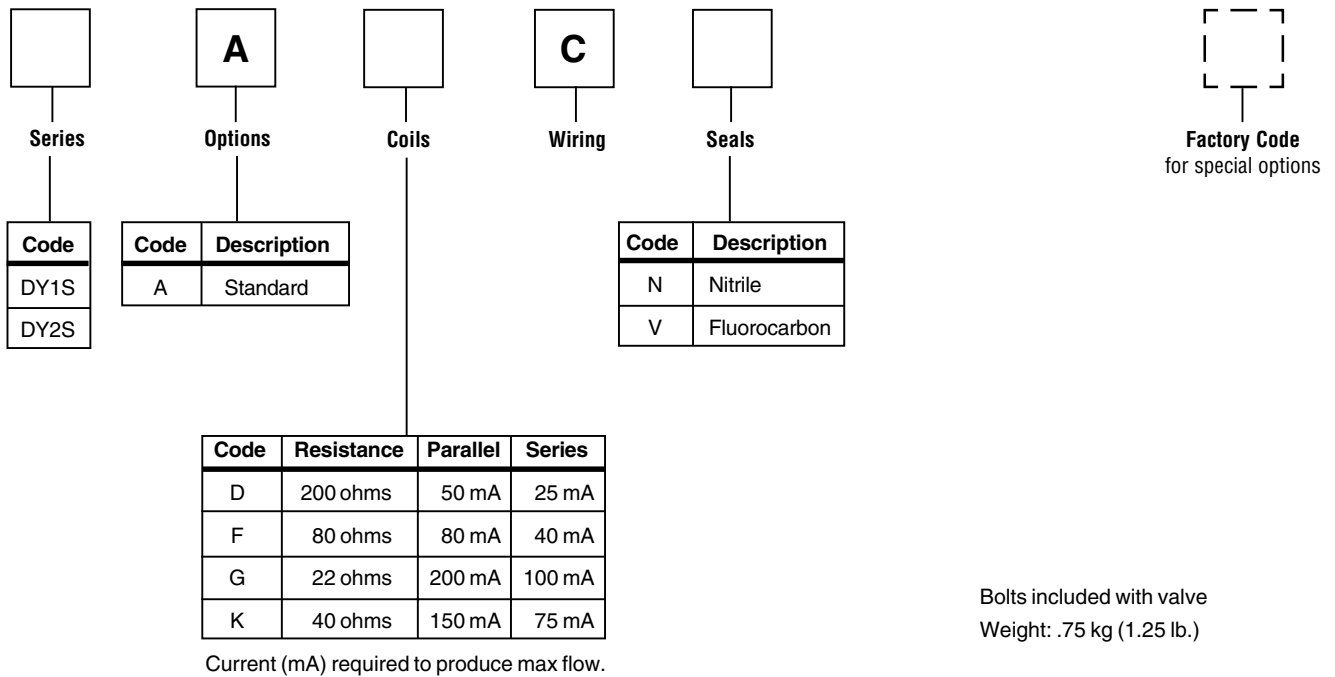 A C
Series Options Coils Wiring Seals Factory Code
for special options
Code
DY1S
DY2S
Code Description
A Standard
Code Description
N Nitrile
V Fluorocarbon
Code Resistance Parallel Series
D 200 ohms 50 mA 25 mA
F 80 ohms 80 mA 40 mA
G 22 ohms 200 mA 100 mA
K 40 ohms 150 mA 75 mA
Current (mA) required to produce max flow.
Bolts included with valve
Weight: .75 kg (1.25 lb.)